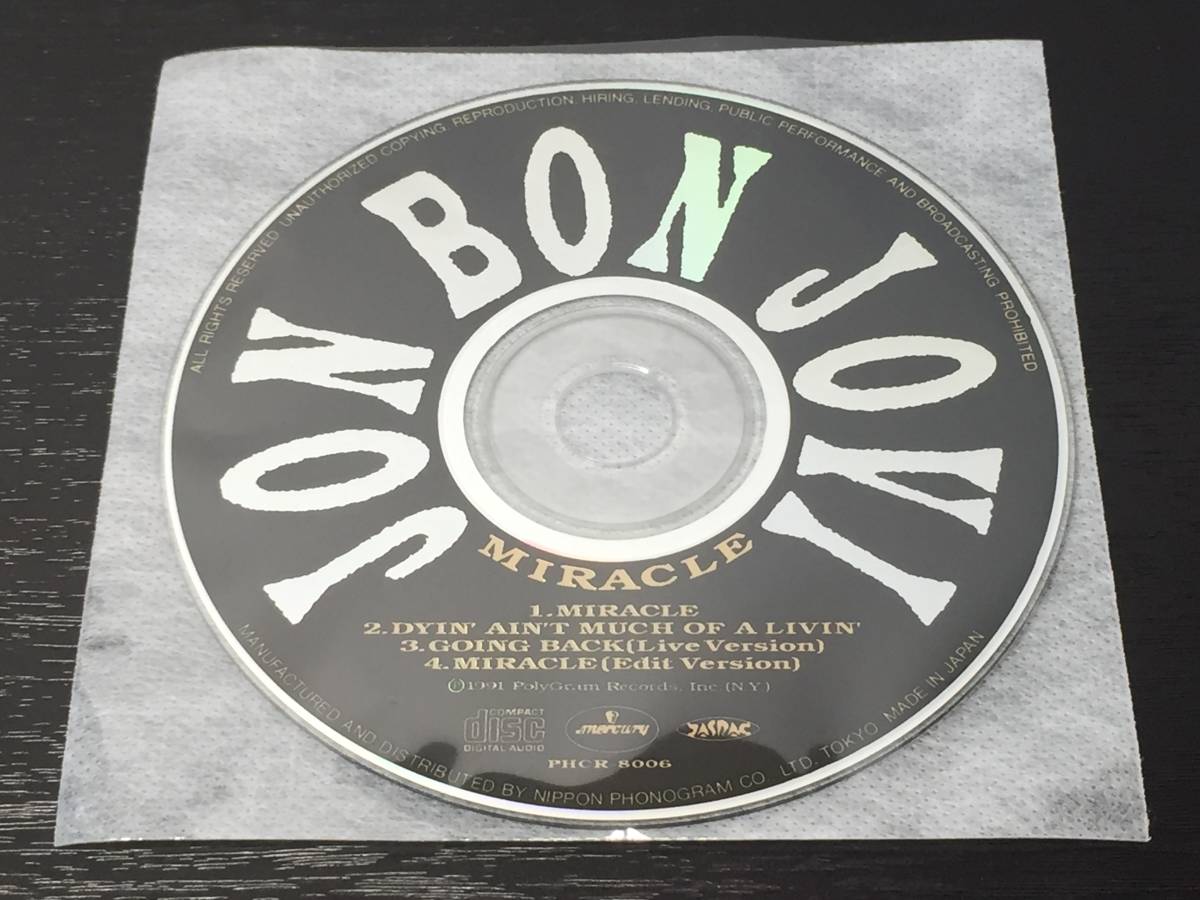 ALL RIGHTS RESERVED. UNAUTHORIZED COPYING, REPRODUCTION, HIRING, LENDING, PUBLIC PERFORMANCE AND BROADCASTING PROHIBITED
JON BON JOVI
MIRACLE
1.MIRACLE
2.DYIN' AIN'T MUCH OF A LIVIN'
3.GOING BACK(Live Version)
4.MIRACLE(Edit Version)
Ⓟ1991 PolyGram Records, Inc.(NY)
COMPACT
disc
DIGITAL AUDIO
mercury
JASRAC
PHCR 8006
MANUFACTURED AND DISTRIBUTED BY NIPPON PHONOGRAM CO., LTD. TOKYO MADE IN JAPAN